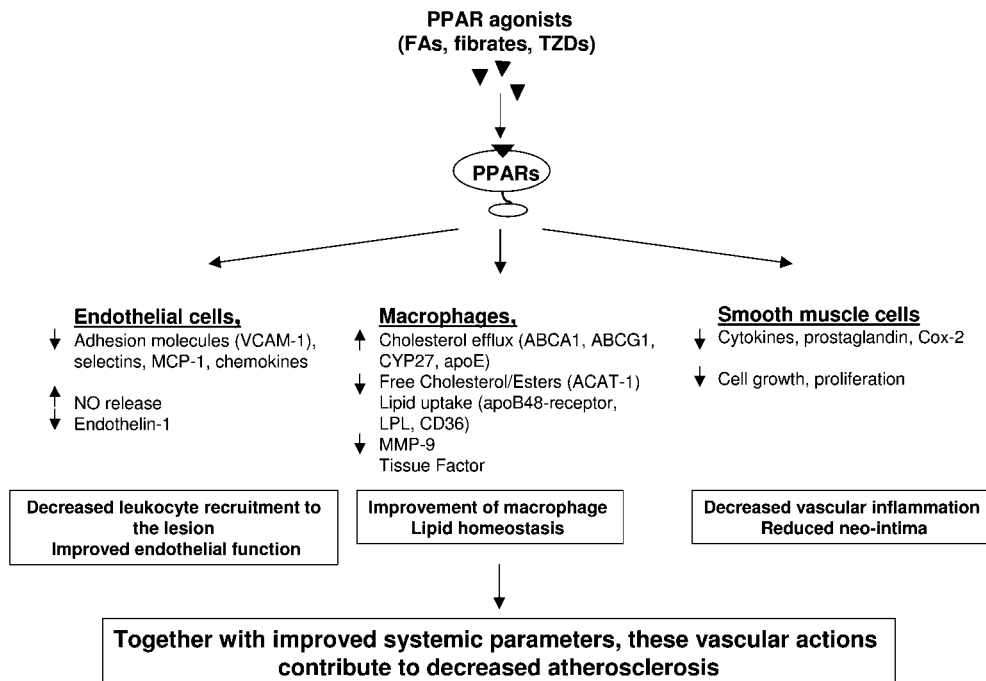 PPAR agonists
(FAs, fibrates, TZDs)
PPARs
Endothelial cells,
Adhesion molecules (VCAM-1),
selectins, MCP-1, chemokines
NO release
Endothelin-1
Macrophages,
Cholesterol efflux (ABCA1, ABCG1,
CYP27, apoE)
Free Cholesterol/Esters (ACAT-1)
Lipid uptake (apoB48-receptor,
LPL, CD36)
MMP-9
Tissue Factor
Smooth muscle cells
Cytokines, prostaglandin, Cox-2
Cell growth, proliferation
Decreased leukocyte recruitment to
the lesion
Improved endothelial function
Improvement of macrophage
Lipid homeostasis
Decreased vascular inflammation
Reduced neo-intima
Together with improved systemic parameters, these vascular actions
contribute to decreased atherosclerosis